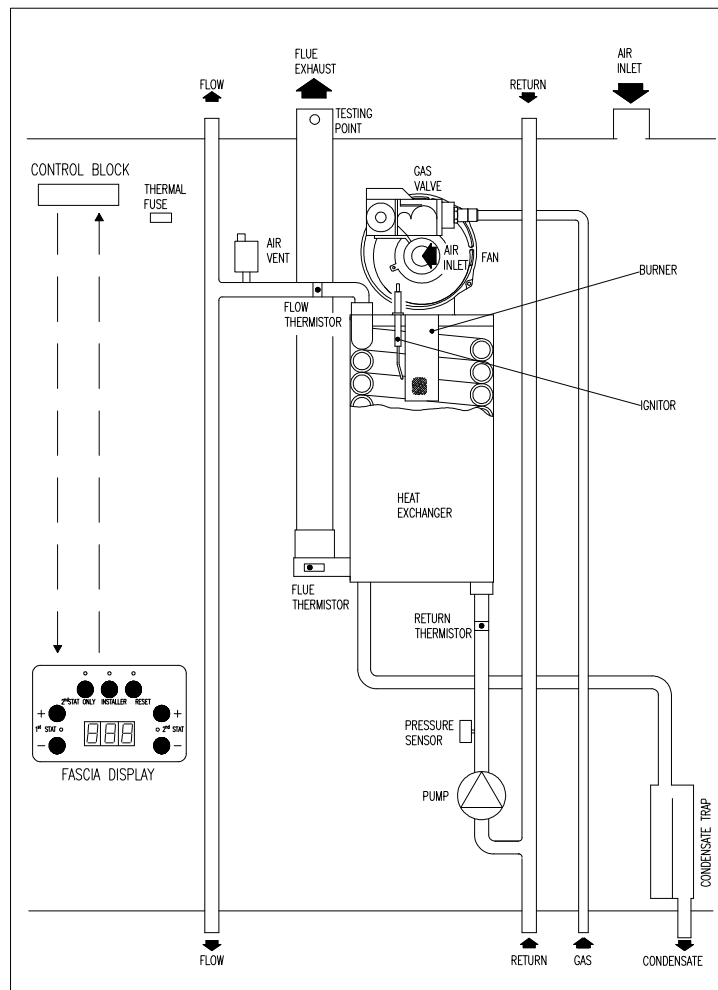 FLUE
EXHAUST
AIR
INLET
FLOW
RETURN
TESTING
POINT
CONTROL BLOCK
THERMAL
FUSE
GAS
VALVE
AIR
VENT
AIR
INLET
FAN
BURNER
FLOW
THERMISTOR
IGNITOR
HEAT
EXCHANGER
FLUE
THERMISTOR
RETURN
THERMISTOR
2nd STAT ONLY INSTALLER RESET
+ +
1st STAT 2nd STAT
- -
888
FASCIA DISPLAY
PRESSURE
SENSOR
PUMP
CONDENSATE TRAP
FLOW
RETURN
GAS
CONDENSATE